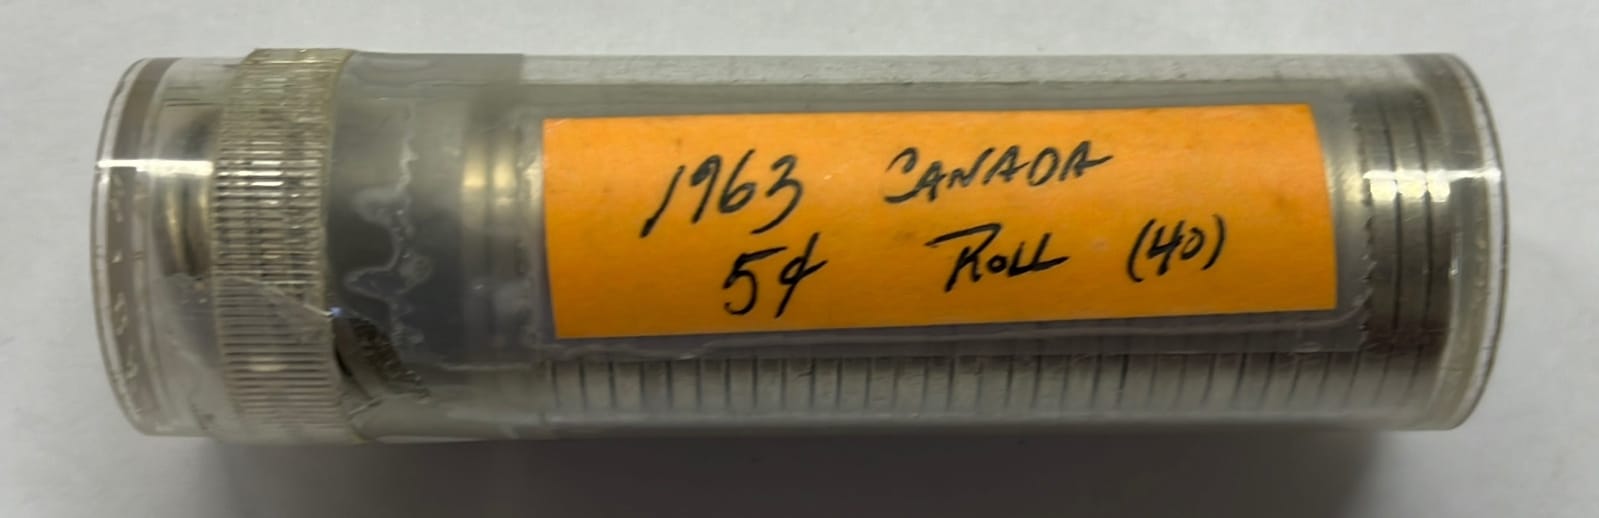 1963 CANADA
5¢ ROLL (40)